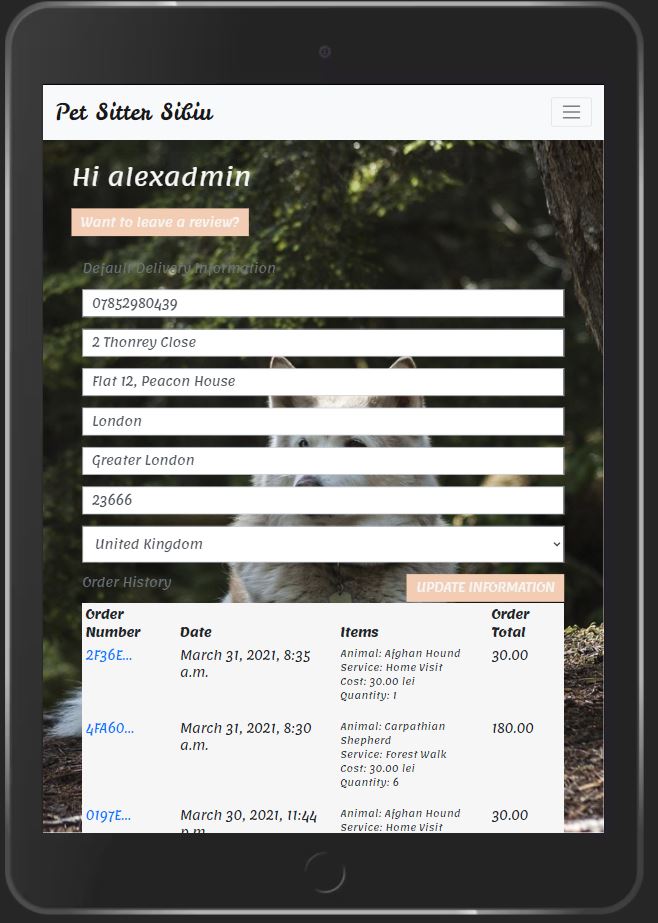 Pet Sitter Sibiu
Hi alexadmin
Want to leave a review?
Default Delivery Information
07852980439
2 Thonrey Close
Flat 12, Peacon House
London
Greater London
23666
United Kingdom
Order History
UPDATE INFORMATION
Order Number Date Items Order Total
2F36E... March 31, 2021, 8:35 a.m. Animal: Afghan Hound 30.00
Service: Home Visit
Cost: 30.00 lei
Quantity: 1
4FA60... March 31, 2021, 8:30 a.m. Animal: Carpathian Shepherd 180.00
Service: Forest Walk
Cost: 30.00 lei
Quantity: 6
0197E... March 30, 2021, 11:44 p.m. Animal: Afghan Hound 30.00
Service: Home Visit